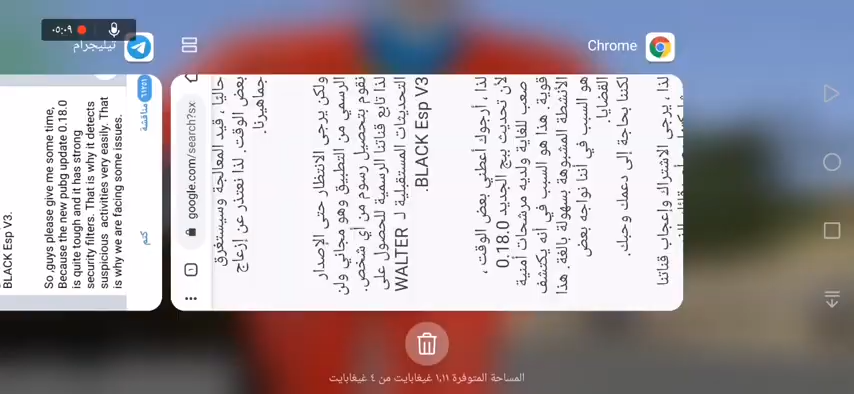 ٠٥:٠٩
تيليجرام
Chrome
BLACK Esp V3.
So ,guys please give me some time,
Because the new pubg update 0.18.0
is quite tough and it has strong
security filters. That is why it detects
suspicious activities very easily. That
is why we are facing some issues.
٦١٢٥١
مناقشة
كتم
google.com/search?sx
1
حاليا ، قيد المعالجة وسيستغرق
بعض الوقت. لذا نعتذر عن إزعاج
جماهيرنا.
ولكن يرجى الانتظار حتى الإصدار
الرسمي من التطبيق وهو مجاني ولن
نقوم بتحصيل رسوم من أي شخص.
لذا تابع قناتنا الرسمية للحصول على
التحديثات المستقبلية لـ WALTER
BLACK Esp V3.
لذا ، أرجوك أعطني بعض الوقت ،
لأن تحديث ببج الجديد 0.18.0
صعب للغاية ولديه مرشحات أمنية
قوية. هذا هو السبب في أنه يكتشف
الأنشطة المشبوهة بسهولة بالغة. هذا
هو السبب في أننا نواجه بعض
القضايا.
لكننا بحاجة إلى دعمك وحبك.
لذا ، يرجى الاشتراك وإعجاب قناتنا
المساحة المتوفرة ١,١١ غيغابايت من ٤ غيغابايت